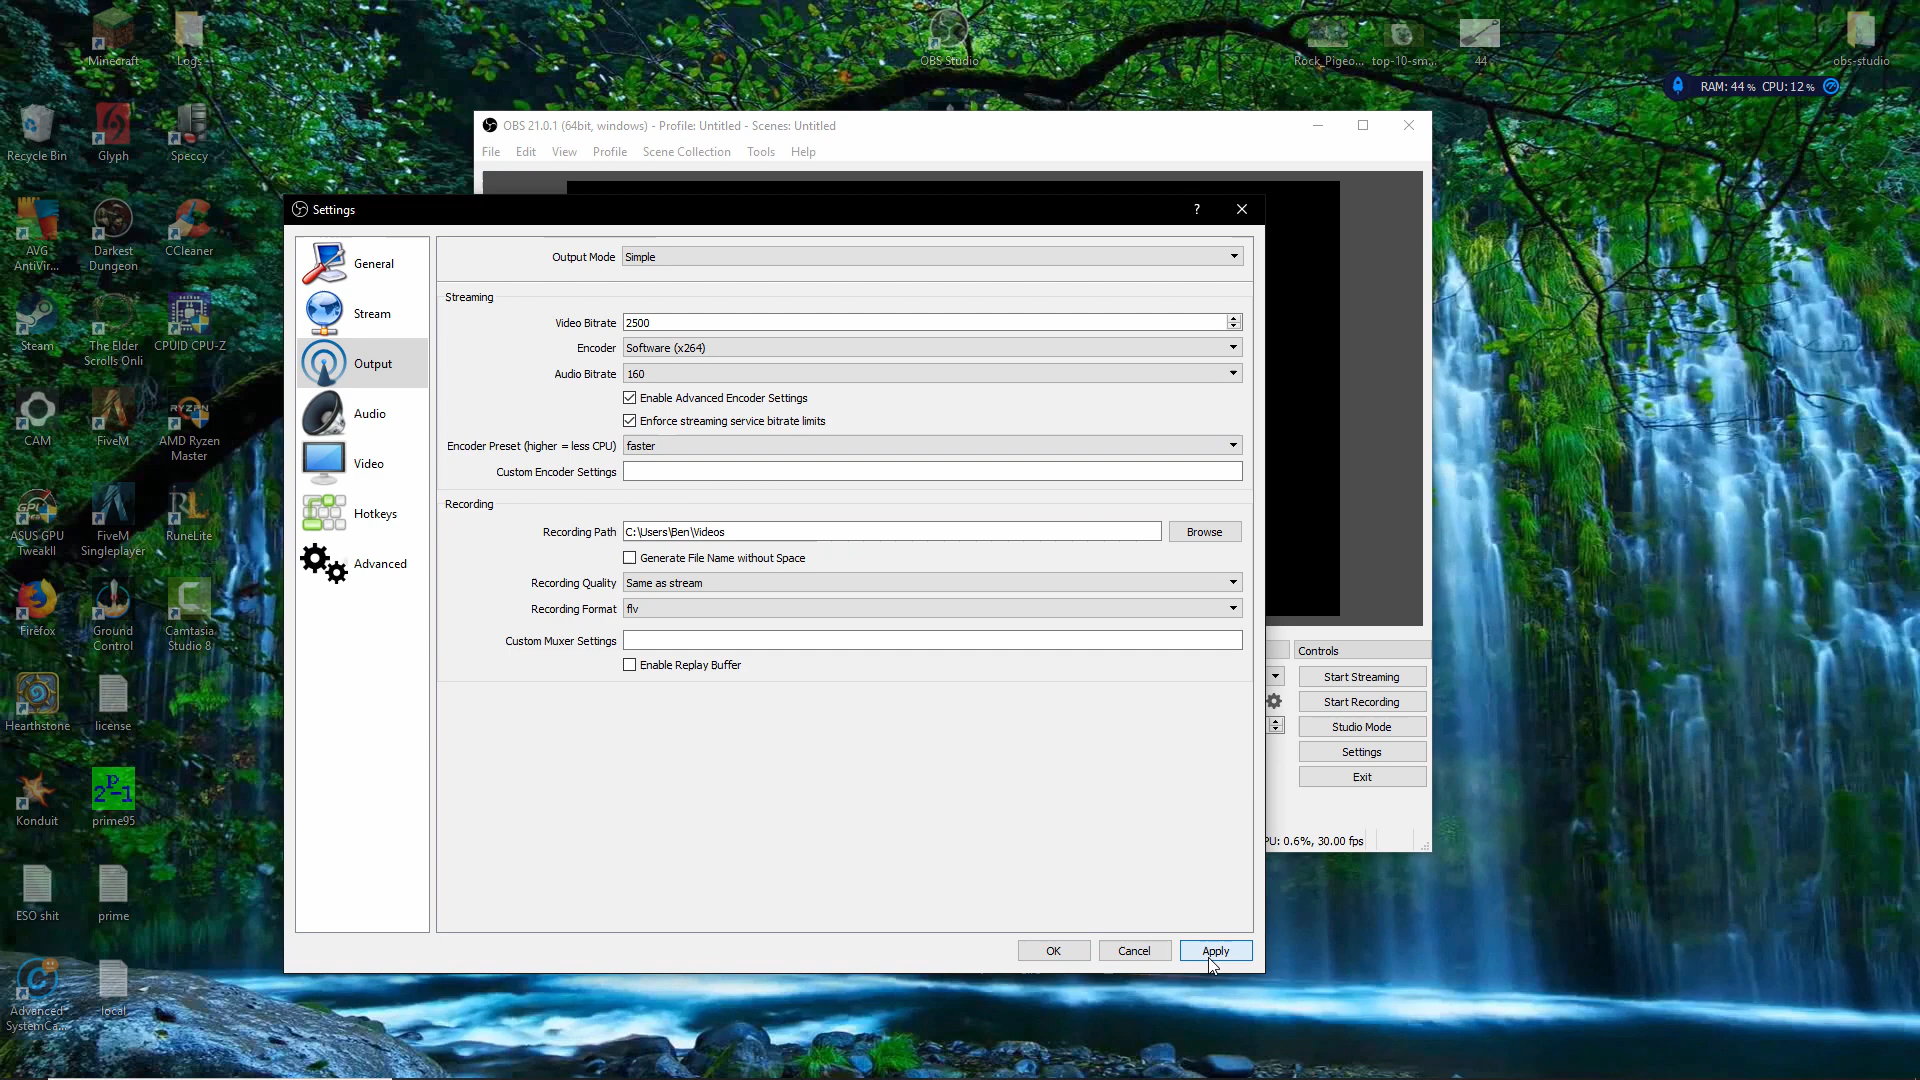 Minecraft
Logs
OBS Studio
Rock_Pigeo...
top-10-sm...
44
obs-studio
RAM: 44 % CPU: 12 %
Recycle Bin
Glyph
Speccy
AVG
AntiVir...
Darkest
Dungeon
CCleaner
Steam
The Elder
Scrolls Onli
CPUID CPU-Z
CAM
FiveM
AMD Ryzen
Master
ASUS GPU
TweakII
FiveM
Singleplayer
RuneLite
Firefox
Ground
Control
Camtasia
Studio 8
Hearthstone
license
Konduit
prime95
ESO shit
prime
Advanced
SystemCa...
local
OBS 21.0.1 (64bit, windows) - Profile: Untitled - Scenes: Untitled
File Edit View Profile Scene Collection Tools Help
Settings
?
General
Stream
Output
Audio
Video
Hotkeys
Advanced
Output Mode Simple
Streaming
Video Bitrate 2500
Encoder Software (x264)
Audio Bitrate 160
Enable Advanced Encoder Settings
Enforce streaming service bitrate limits
Encoder Preset (higher = less CPU) faster
Custom Encoder Settings
Recording
Recording Path C:\Users\Ben\Videos Browse
Generate File Name without Space
Recording Quality Same as stream
Recording Format flv
Custom Muxer Settings
Enable Replay Buffer
OK Cancel Apply
Controls
Start Streaming
Start Recording
Studio Mode
Settings
Exit
PU: 0.6%, 30.00 fps